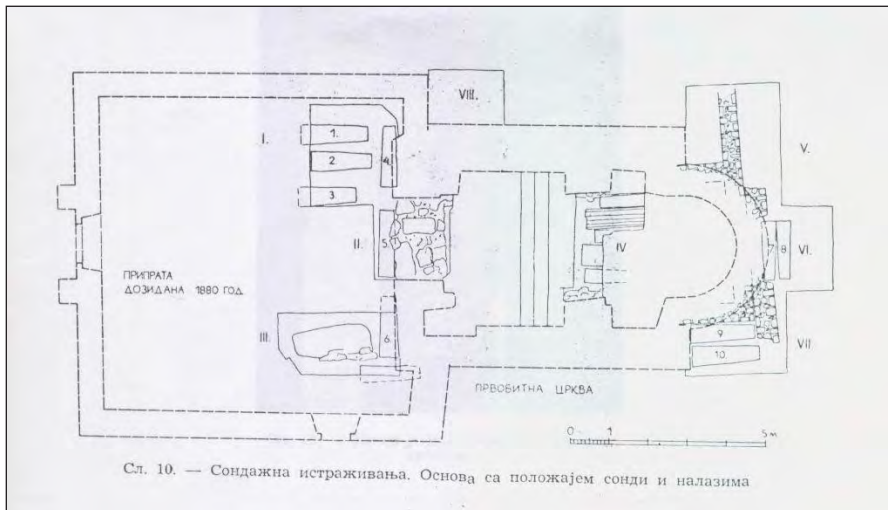 VIII.
I.
1.
2
3
4.
V.
II.
5.
IV
7
8
VI.
ПРИПРАТА
ДОЗИДАНА 1880 ГОД.
III.
6.
9
10.
VII
ПРВОБИТНА ЦРКВА
0 1 5 м
Сл. 10. — Сондажна истраживања. Основа са положајем сонди и налазима